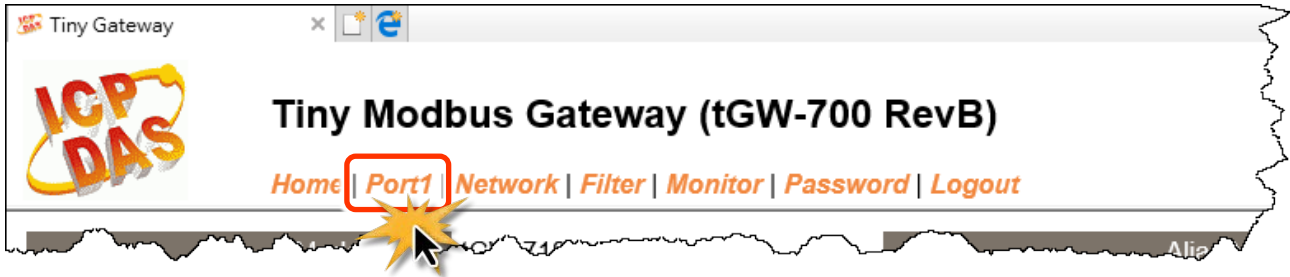 Tiny Gateway
ICP
DAS
Tiny Modbus Gateway (tGW-700 RevB)
Home | Port1 | Network | Filter | Monitor | Password | Logout